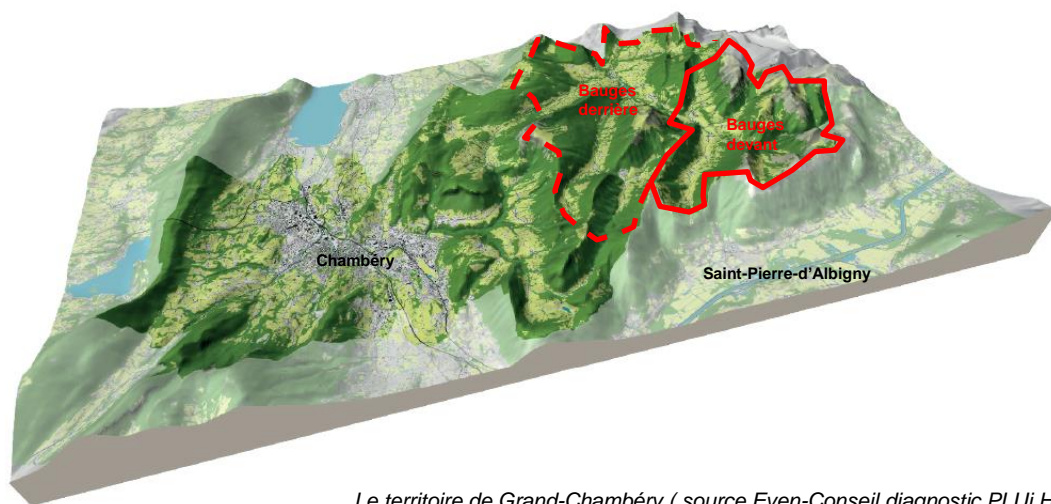 Bauges
derrière
Bauges
devant
Chambéry
Saint-Pierre-d'Albigny
Le territoire de Grand-Chambéry ( source Even-Conseil diagnostic PLUi H